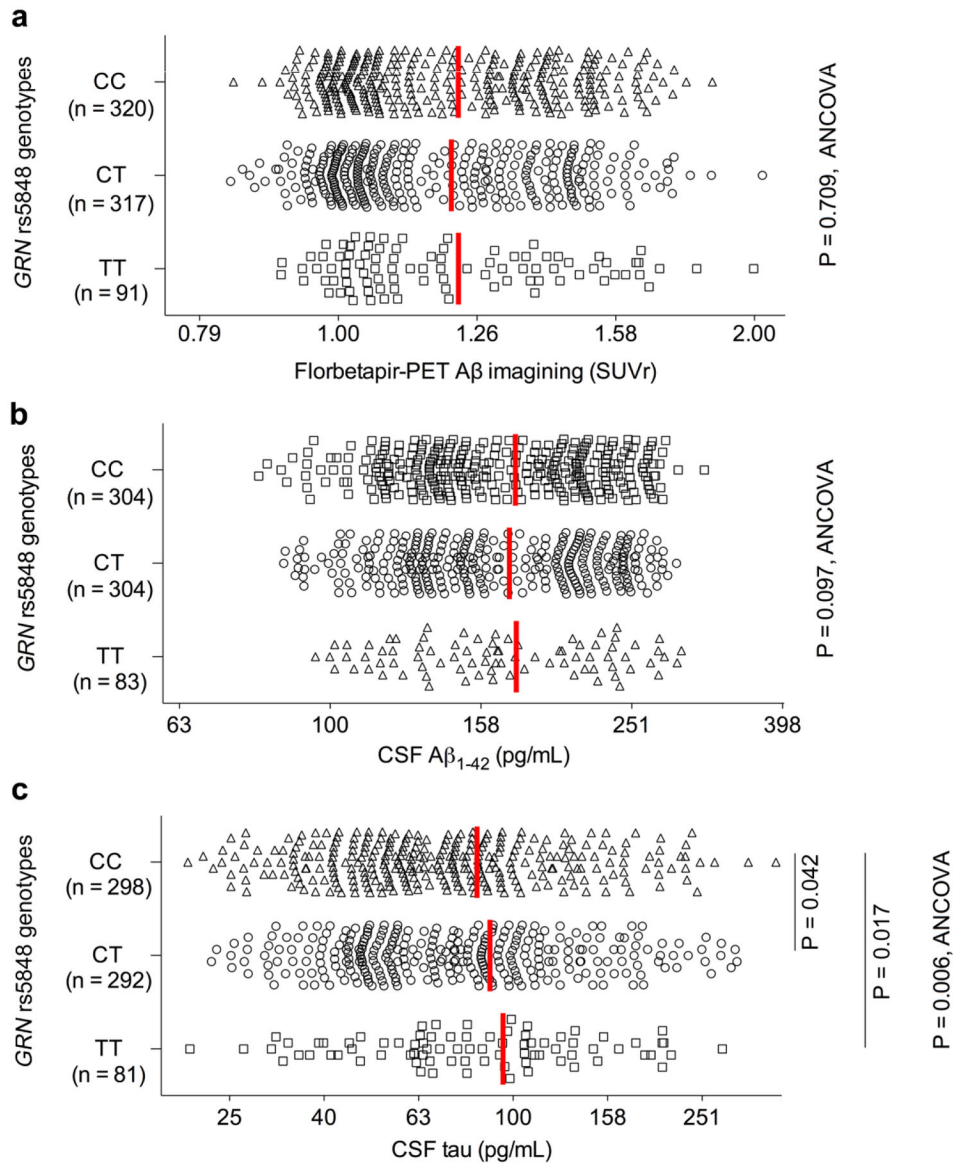 a
GRN rs5848 genotypes
CC
(n = 320)
CT
(n = 317)
TT
(n = 91)
P = 0.709, ANCOVA
0.79 1.00 1.26 1.58 2.00
Florbetapir-PET Aβ imagining (SUVr)
b
GRN rs5848 genotypes
CC
(n = 304)
CT
(n = 304)
TT
(n = 83)
P = 0.097, ANCOVA
63 100 158 251 398
CSF Aβ1-42 (pg/mL)
c
GRN rs5848 genotypes
CC
(n = 298)
CT
(n = 292)
TT
(n = 81)
P = 0.042
P = 0.017
P = 0.006, ANCOVA
25 40 63 100 158 251
CSF tau (pg/mL)